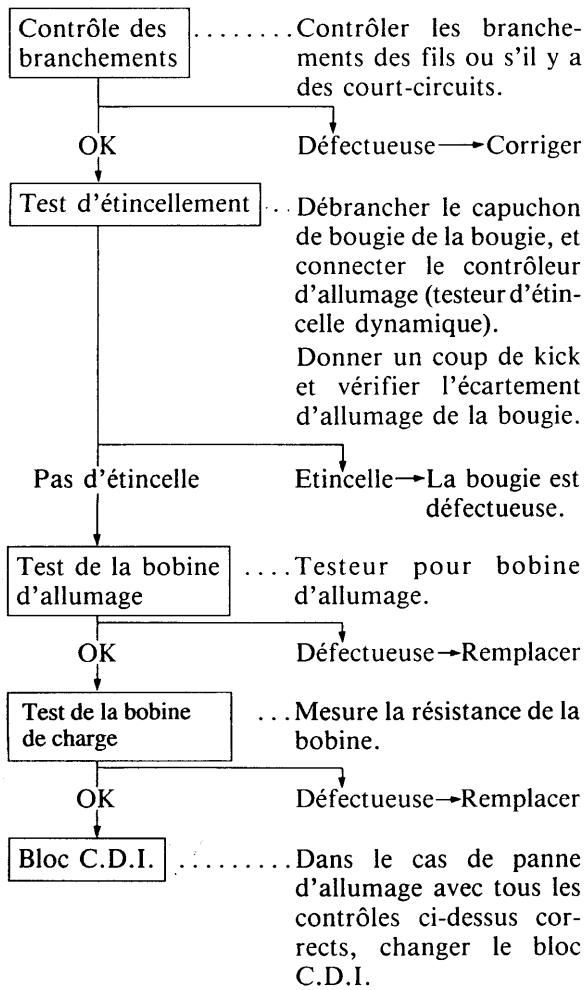 Contrôle des ........ Contrôler les branche-
branchements ments des fils ou s'il y a
des court-circuits.
OK Défectueuse → Corriger
Test d'étincellement .. Débrancher le capuchon
de bougie de la bougie, et
connecter le contrôleur
d'allumage (testeur d'étin-
celle dynamique).
Donner un coup de kick
et vérifier l'écartement
d'allumage de la bougie.
Pas d'étincelle Etincelle → La bougie est
défectueuse.
Test de la bobine .... Testeur pour bobine
d'allumage d'allumage.
OK Défectueuse → Remplacer
Test de la bobine ... Mesure la résistance de la
de charge bobine.
OK Défectueuse → Remplacer
Bloc C.D.I. ......... Dans le cas de panne
d'allumage avec tous les
contrôles ci-dessus cor-
rects, changer le bloc
C.D.I.